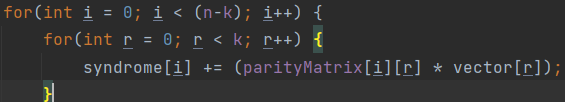 for(int i = 0; i < (n-k); i++) {
    for(int r = 0; r < k; r++) {
        syndrome[i] += (parityMatrix[i][r] * vector[r]);
    }